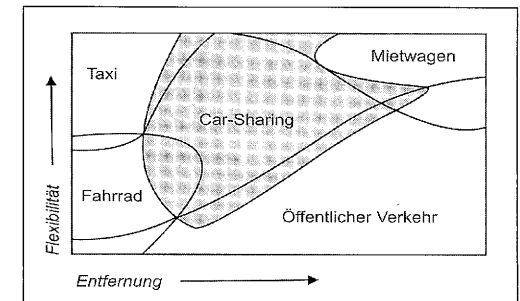 Taxi
Mietwagen
Car-Sharing
Fahrrad
Öffentlicher Verkehr
Flexibilität
Entfernung